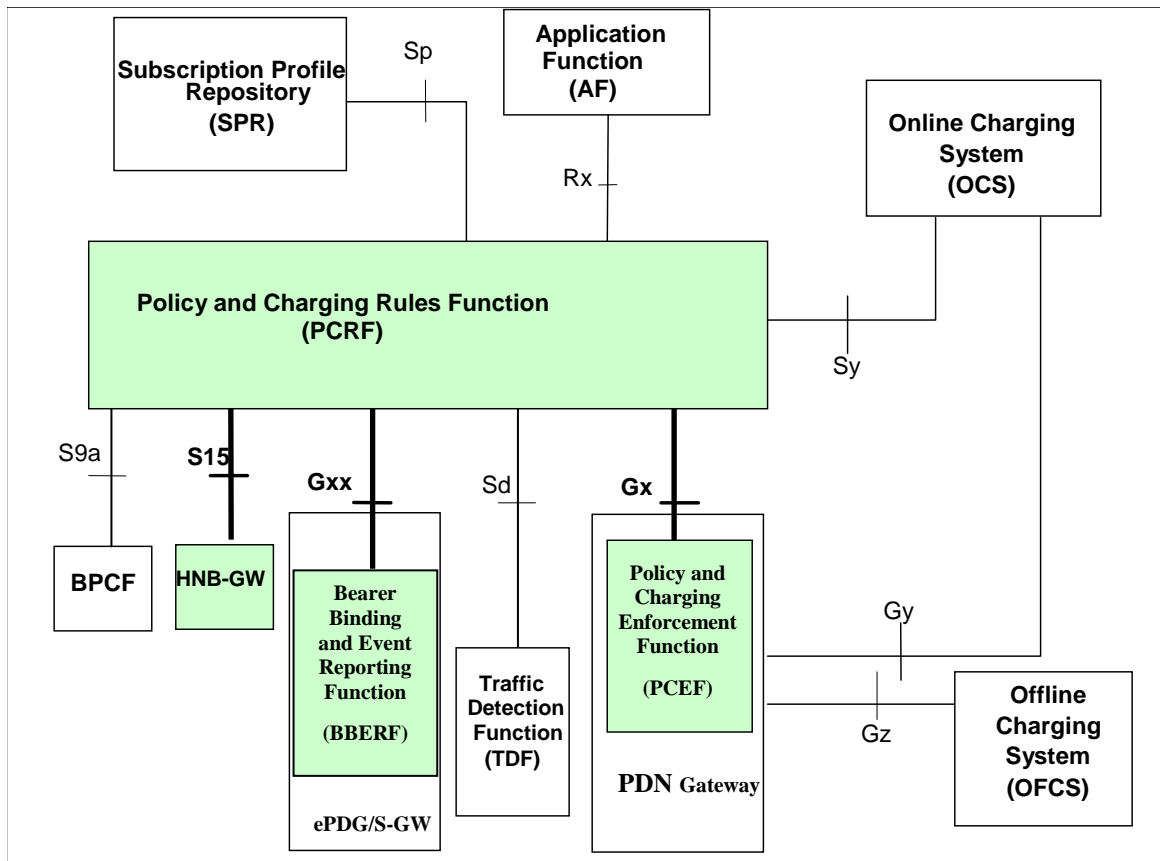 Subscription Profile
Repository
(SPR)
Sp
Application
Function
(AF)
Online Charging
System
(OCS)
Rx
Policy and Charging Rules Function
(PCRF)
Sy
S9a
S15
Gxx
Sd
Gx
BPCF
HNB-GW
Bearer
Binding
and Event
Reporting
Function
(BBERF)
ePDG/S-GW
Traffic
Detection
Function
(TDF)
Policy and
Charging
Enforcement
Function
(PCEF)
PDN Gateway
Gy
Gz
Offline
Charging
System
(OFCS)